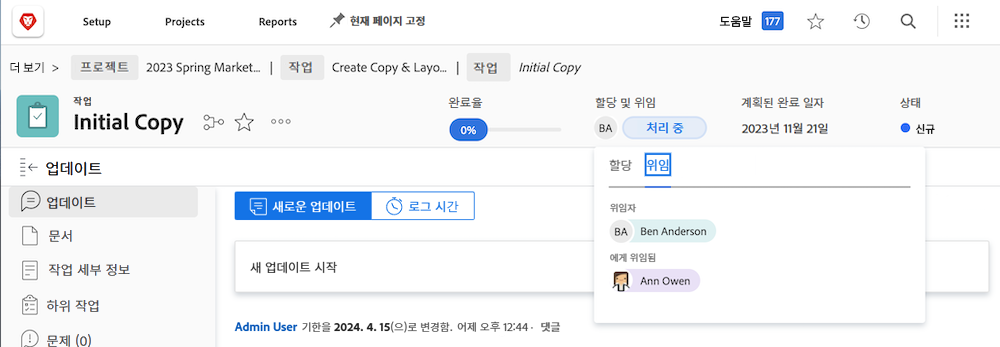 Setup Projects Reports 현재 페이지 고정 도움말 177
더 보기 > 프로젝트 2023 Spring Market... | 작업 Create Copy & Layo... | 작업 Initial Copy
작업 완료율 할당 및 위임 계획된 완료 일자 상태
Initial Copy 0% BA 처리 중 2023년 11월 21일 신규
업데이트
할당 위임
업데이트
새로운 업데이트 로그 시간
위임자
BA Ben Anderson
문서
에게 위임됨
작업 세부 정보
새 업데이트 시작
Ann Owen
하위 작업
Admin User 기한을 2024. 4. 15(으)로 변경함. 어제 오후 12:44 · 댓글
문제 (0)